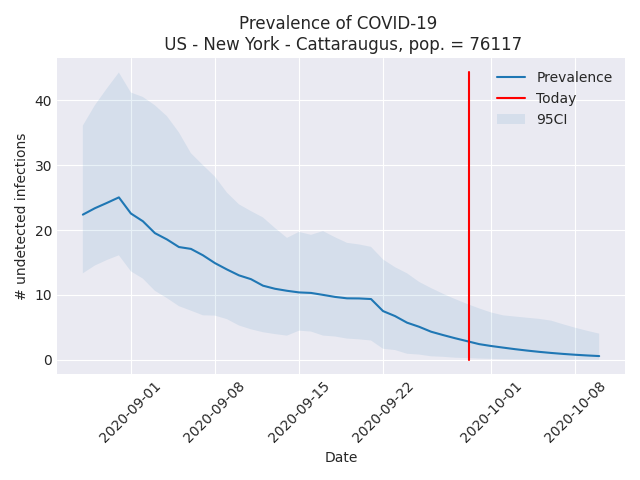 Prevalence of COVID-19
US - New York - Cattaraugus, pop. = 76117
Prevalence
Today
95CI
# undetected infections
40
30
20
10
0
2020-09-01
2020-09-08
2020-09-15
2020-09-22
2020-10-01
2020-10-08
Date